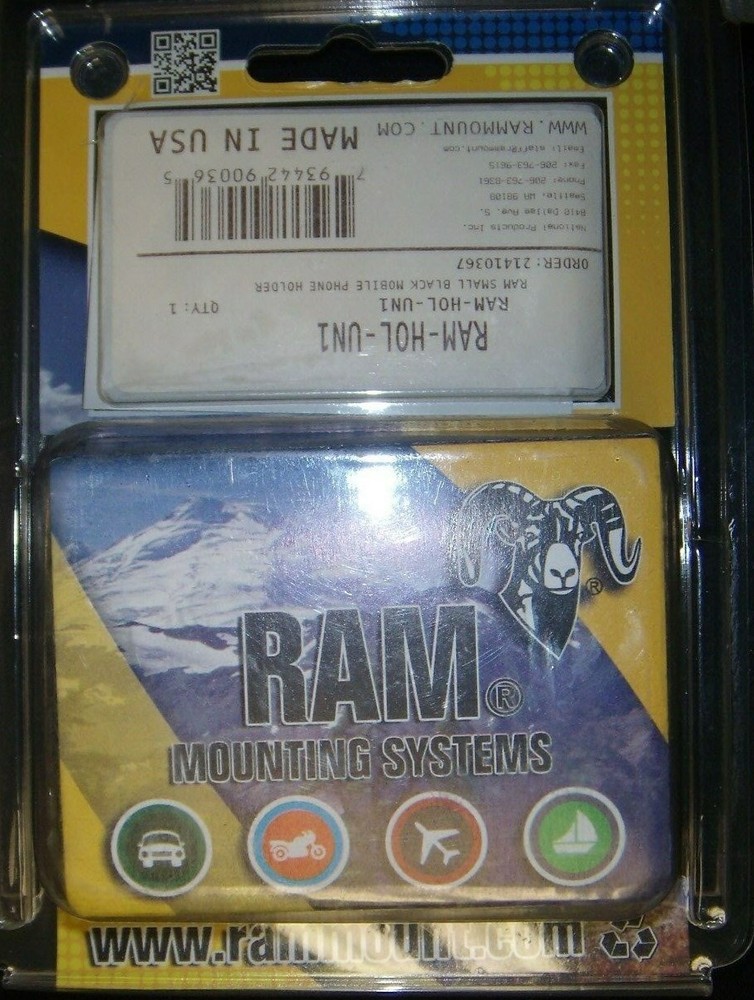 RAM-HOL-UN1
RAM-HOL-UN1 QTY: 1
RAM SMALL BLACK MOBILE PHONE HOLDER
ORDER: 21410367
National Products Inc.
8410 Dallas Ave. S.
Seattle, WA 98108
Phone: 206-763-8361
Fax: 206-763-9615
Email: staff@rammount.com
WWW.RAMMOUNT.COM
7 93442 90036 5
MADE IN USA
®
RAM®
MOUNTING SYSTEMS
www.rammount.com